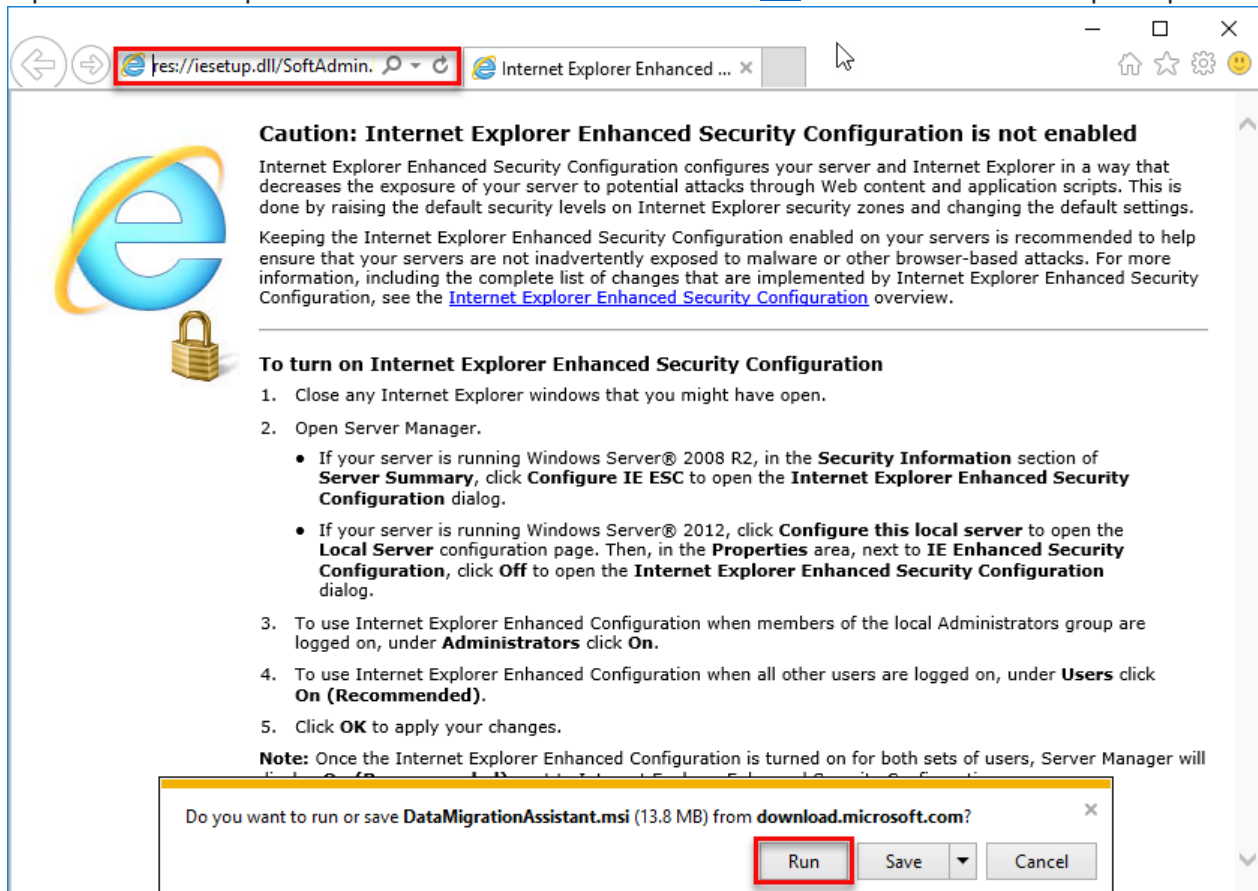 res://iesetup.dll/SoftAdmin.
Internet Explorer Enhanced ...
Caution: Internet Explorer Enhanced Security Configuration is not enabled
Internet Explorer Enhanced Security Configuration configures your server and Internet Explorer in a way that
decreases the exposure of your server to potential attacks through Web content and application scripts. This is
done by raising the default security levels on Internet Explorer security zones and changing the default settings.
Keeping the Internet Explorer Enhanced Security Configuration enabled on your servers is recommended to help
ensure that your servers are not inadvertently exposed to malware or other browser-based attacks. For more
information, including the complete list of changes that are implemented by Internet Explorer Enhanced Security
Configuration, see the Internet Explorer Enhanced Security Configuration overview.
To turn on Internet Explorer Enhanced Security Configuration
1. Close any Internet Explorer windows that you might have open.
2. Open Server Manager.
• If your server is running Windows Server® 2008 R2, in the Security Information section of
Server Summary, click Configure IE ESC to open the Internet Explorer Enhanced Security
Configuration dialog.
• If your server is running Windows Server® 2012, click Configure this local server to open the
Local Server configuration page. Then, in the Properties area, next to IE Enhanced Security
Configuration, click Off to open the Internet Explorer Enhanced Security Configuration
dialog.
3. To use Internet Explorer Enhanced Configuration when members of the local Administrators group are
logged on, under Administrators click On.
4. To use Internet Explorer Enhanced Configuration when all other users are logged on, under Users click
On (Recommended).
5. Click OK to apply your changes.
Note: Once the Internet Explorer Enhanced Configuration is turned on for both sets of users, Server Manager will
Do you want to run or save DataMigrationAssistant.msi (13.8 MB) from download.microsoft.com?
Run Save Cancel